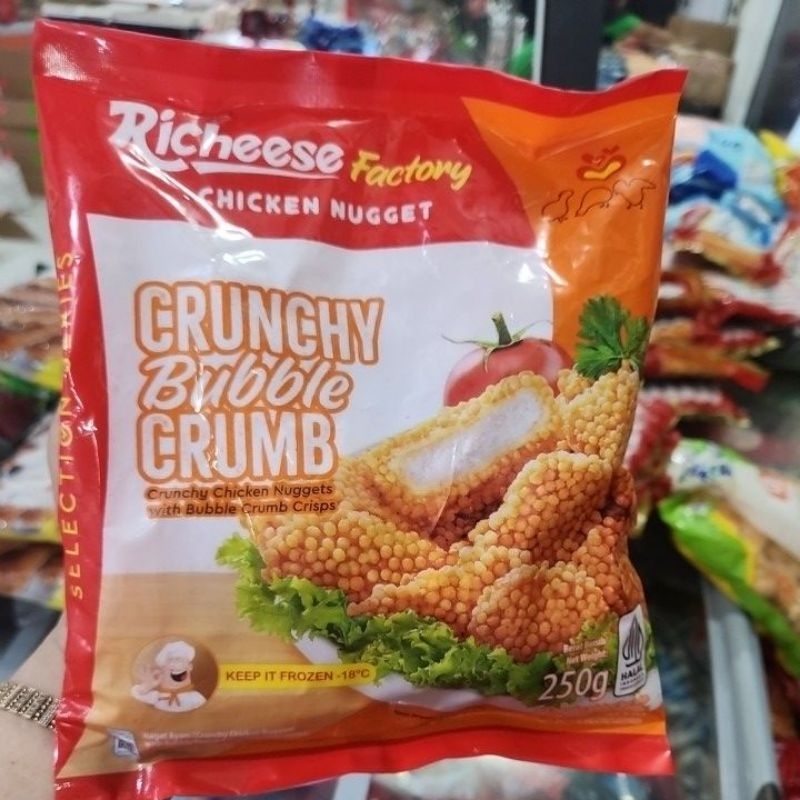 Richeese Factory
CHICKEN NUGGET
SELECTION SERIES
CRUNCHY
Bubble
CRUMB
Crunchy Chicken Nuggets
with Bubble Crumb Crisps
KEEP IT FROZEN -18°C
250g
HALAL
INDONESIA